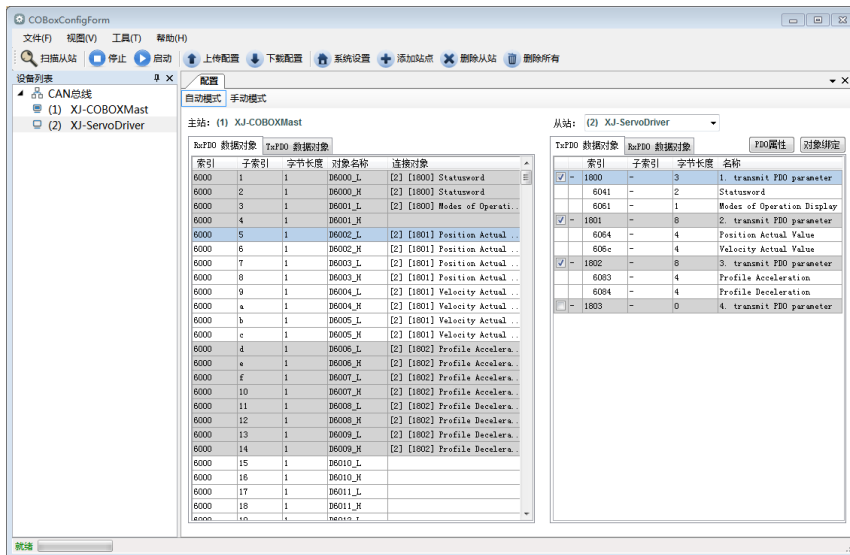 COBoxConfigForm
文件(F) 视图(V) 工具(T) 帮助(H)
扫描从站 停止 启动 上传配置 下载配置 系统设置 添加站点 删除从站 删除所有
设备列表
CAN总线
(1) XJ-COBOXMast
(2) XJ-ServoDriver
配置
自动模式 手动模式
主站: (1) XJ-COBOXMast
RxPDO 数据对象 TxPDO 数据对象
索引 子索引 字节长度 对象名称 连接对象
6000 1 1 D6000_L [2] [1800] Statusword
6000 2 1 D6000_H [2] [1800] Statusword
6000 3 1 D6001_L [2] [1800] Modes of Operati..
6000 4 1 D6001_H
6000 5 1 D6002_L [2] [1801] Position Actual ..
6000 6 1 D6002_H [2] [1801] Position Actual ..
6000 7 1 D6003_L [2] [1801] Position Actual ..
6000 8 1 D6003_H [2] [1801] Position Actual ..
6000 9 1 D6004_L [2] [1801] Velocity Actual ..
6000 a 1 D6004_H [2] [1801] Velocity Actual ..
6000 b 1 D6005_L [2] [1801] Velocity Actual ..
6000 c 1 D6005_H [2] [1801] Velocity Actual ..
6000 d 1 D6006_L [2] [1802] Profile Accelera..
6000 e 1 D6006_H [2] [1802] Profile Accelera..
6000 f 1 D6007_L [2] [1802] Profile Accelera..
6000 10 1 D6007_H [2] [1802] Profile Accelera..
6000 11 1 D6008_L [2] [1802] Profile Decelera..
6000 12 1 D6008_H [2] [1802] Profile Decelera..
6000 13 1 D6009_L [2] [1802] Profile Decelera..
6000 14 1 D6009_H [2] [1802] Profile Decelera..
6000 15 1 D6010_L
6000 16 1 D6010_H
6000 17 1 D6011_L
6000 18 1 D6011_H
6000 19 1 D6012_L
从站: (2) XJ-ServoDriver
TxPDO 数据对象 RxPDO 数据对象 PDO属性 对象绑定
索引 子索引 字节长度 名称
1800 - 3 1. transmit PDO parameter
6041 - 2 Statusword
6061 - 1 Modes of Operation Display
1801 - 8 2. transmit PDO parameter
6064 - 4 Position Actual Value
606c - 4 Velocity Actual Value
1802 - 8 3. transmit PDO parameter
6083 - 4 Profile Acceleration
6084 - 4 Profile Deceleration
1803 - 0 4. transmit PDO parameter
就绪